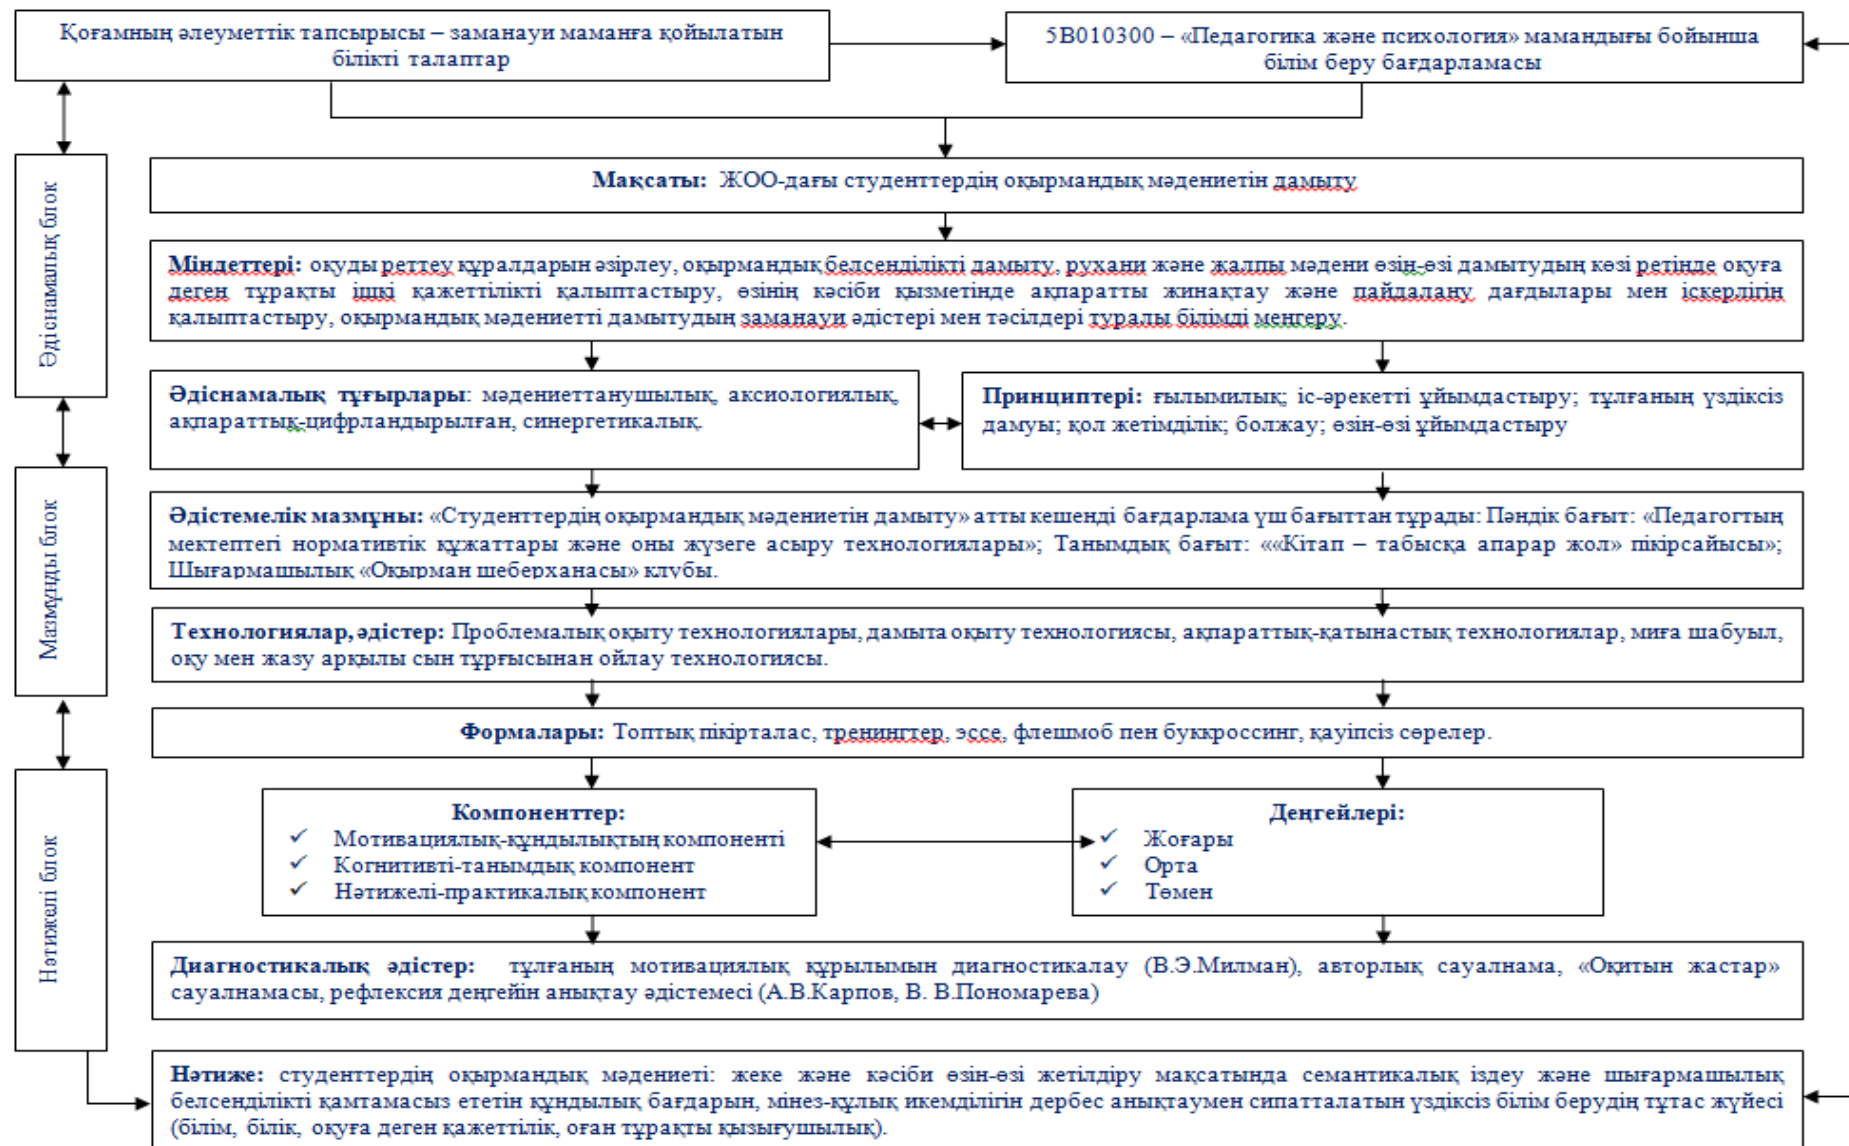 Қоғамның әлеуметтік тапсырысы – заманауи маманға қойылатын
білікті талаптар
5В010300 – «Педагогика және психология» мамандығы бойынша
білім беру бағдарламасы
Әдіснамалық блок
Мақсаты: ЖОО-дағы студенттердің оқырмандық мәдениетін дамыту
Міндеттері: оқуды реттеу құралдарын әзірлеу, оқырмандық белсенділікті дамыту, рухани және жалпы мәдени өзін-өзі дамытудың көзі ретінде оқуға
деген тұрақты ішкі қажеттілікті қалыптастыру, өзінің кәсіби қызметінде ақпаратты жинақтау және пайдалану дағдылары мен іскерлігін
қалыптастыру, оқырмандық мәдениетті дамытудың заманауи әдістері мен тәсілдері туралы білімді меңгеру.
Әдіснамалық тұғырлары: мәдениеттанушылық, аксиологиялық,
ақпараттық-цифрландырылған, синергетикалық.
Принциптері: ғылымилық; іс-әрекетті ұйымдастыру; тұлғаның үздіксіз
дамуы; қол жетімділік; болжау; өзін-өзі ұйымдастыру
Мазмұнды блок
Әдістемелік мазмұны: «Студенттердің оқырмандық мәдениетін дамыту» атты кешенді бағдарлама үш бағыттан тұрады: Пәндік бағыт: «Педагогтың
мектептегі нормативтік құжаттары және оны жүзеге асыру технологиялары»; Танымдық бағыт: ««Кітап – табысқа апарар жол» пікірсайысы»;
Шығармашылық «Оқырман шеберханасы» клубы.
Технологиялар, әдістер: Проблемалық оқыту технологиялары, дамыта оқыту технологиясы, ақпараттық-қатынастық технологиялар, миға шабуыл,
оқу мен жазу арқылы сын тұрғысынан ойлау технологиясы.
Формалары: Топтық пікірталас, тренингтер, эссе, флешмоб пен буккроссинг, қауіпсіз сөрелер.
Нәтижелі блок
Компоненттер:
✓ Мотивациялық-құндылықтың компоненті
✓ Когнитивті-танымдық компонент
✓ Нәтижелі-практикалық компонент
Деңгейлері:
✓ Жоғары
✓ Орта
✓ Төмен
Диагностикалық әдістер: тұлғаның мотивациялық құрылымын диагностикалау (В.Э.Милман), авторлық сауалнама, «Оқитын жастар»
сауалнамасы, рефлексия деңгейін анықтау әдістемесі (А.В.Карпов, В. В.Пономарева)
Нәтиже: студенттердің оқырмандық мәдениеті: жеке және кәсіби өзін-өзі жетілдіру мақсатында семантикалық іздеу және шығармашылық
белсенділікті қамтамасыз ететін құндылық бағдарын, мінез-құлық икемділігін дербес анықтаумен сипатталатын үздіксіз білім берудің тұтас жүйесі
(білім, білік, оқуға деген қажеттілік, оған тұрақты қызығушылық).